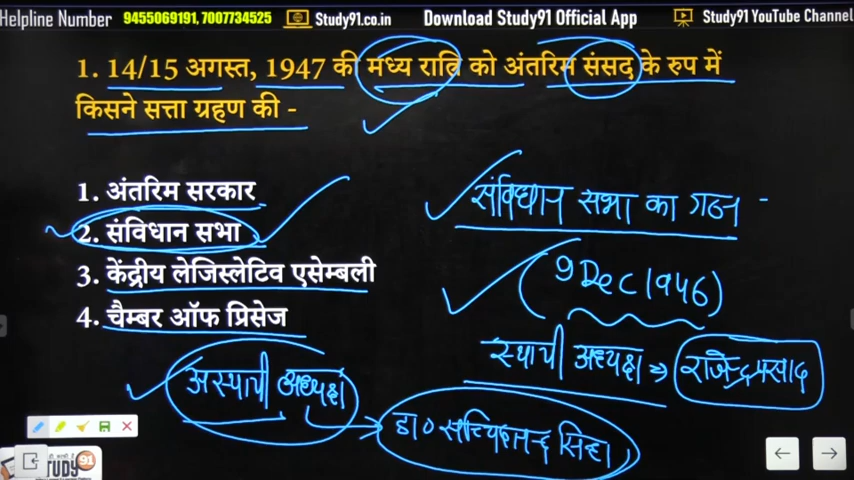 Helpline Number 9455069191, 7007734525 Study91.co.in Download Study91 Official App Study91 YouTube Channel
1. 14/15 अगस्त, 1947 की मध्य रात्रि को अंतरिम संसद के रुप में
किसने सत्ता ग्रहण की -
1. अंतरिम सरकार
2. संविधान सभा
3. केंद्रीय लेजिस्लेटिव एसेम्बली
4. चैम्बर ऑफ प्रिसेज
संविधान सभा का गठन -
(9 Dec 1946)
स्थायी अध्यक्ष ⇒ राजेन्द्र प्रसाद
अस्थायी अध्यक्ष → डा० सच्चिदानन्द सिन्हा
STUDY 91